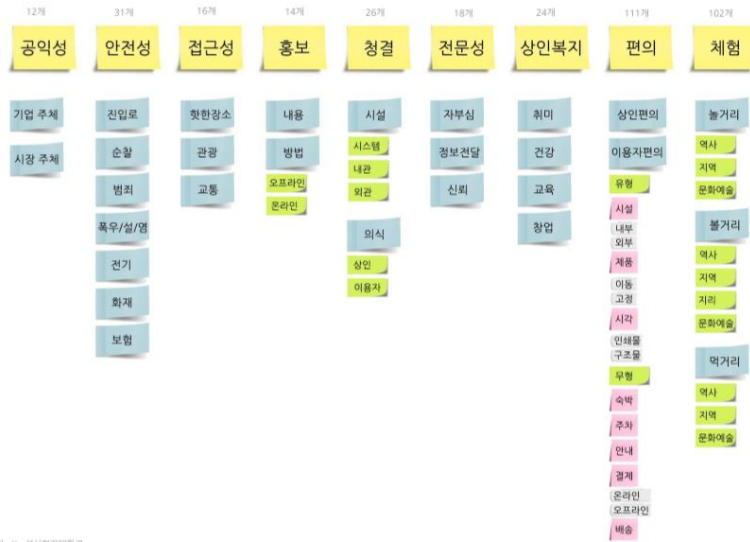 12개 31개 16개 14개 26개 18개 24개 111개 102개
공익성 안전성 접근성 홍보 청결 전문성 상인복지 편의 체험
기업 주체
시장 주체
진입로
순찰
범죄
폭우/설/염
전기
화재
보험
핫한장소
관광
교통
내용
방법
오프라인
온라인
시설
시스템
내관
외관
의식
상인
이용자
자부심
정보전달
신뢰
취미
건강
교육
창업
상인편의
이용자편의
유형
시설
내부
외부
제품
이동
고정
시각
인쇄물
구조물
무형
숙박
주차
안내
결제
온라인
오프라인
배송
놀거리
역사
지역
문화예술
볼거리
역사
지역
지리
문화예술
먹거리
역사
지역
문화예술